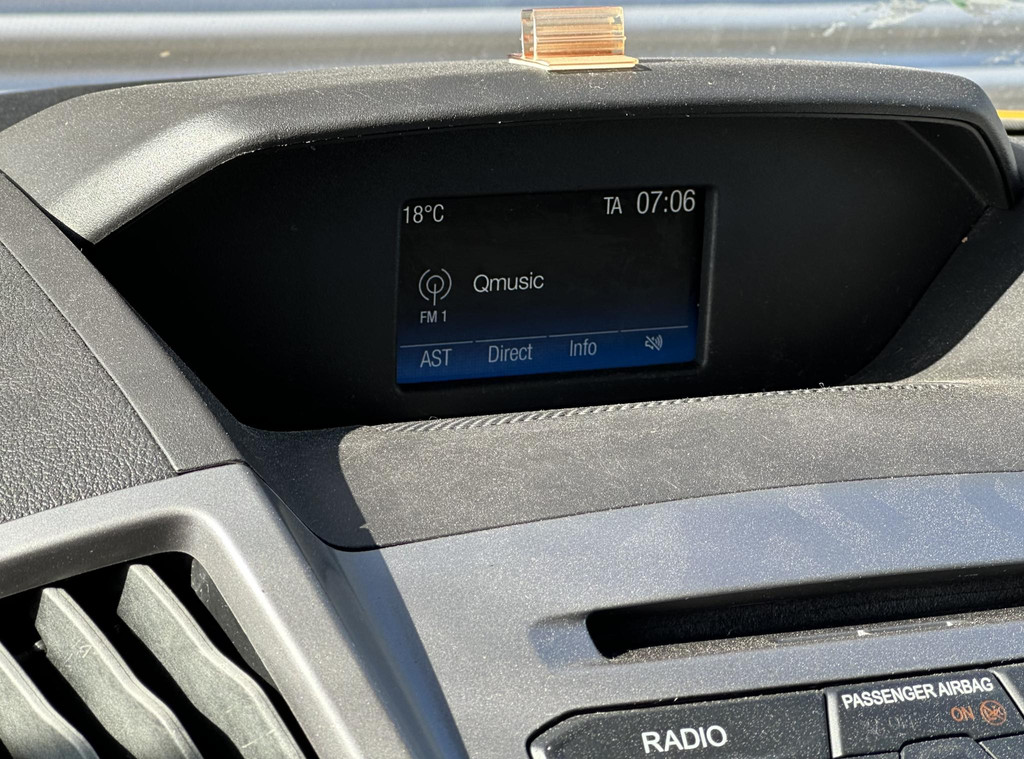 18°C TA 07:06
Qmusic
FM 1
AST Direct Info
RADIO
PASSENGER AIRBAG
ON